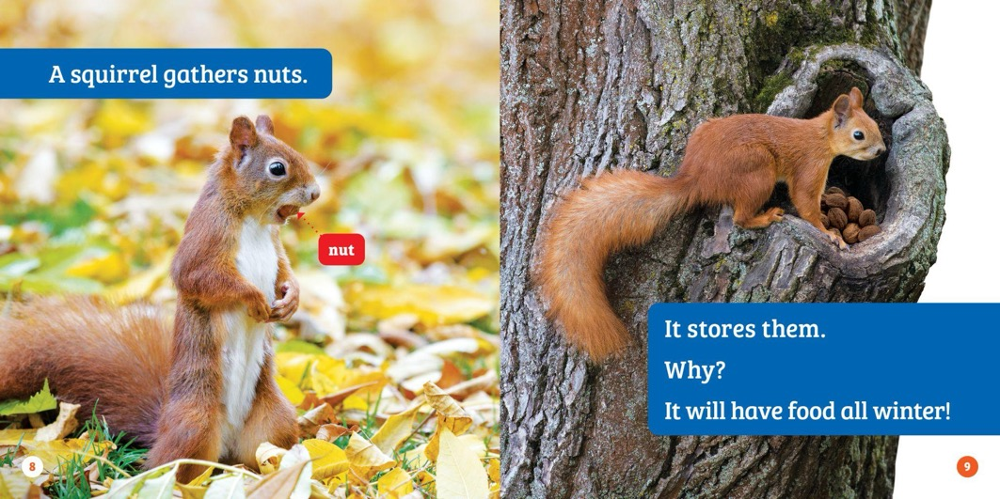 A squirrel gathers nuts.
nut
8
It stores them.
Why?
It will have food all winter!
9